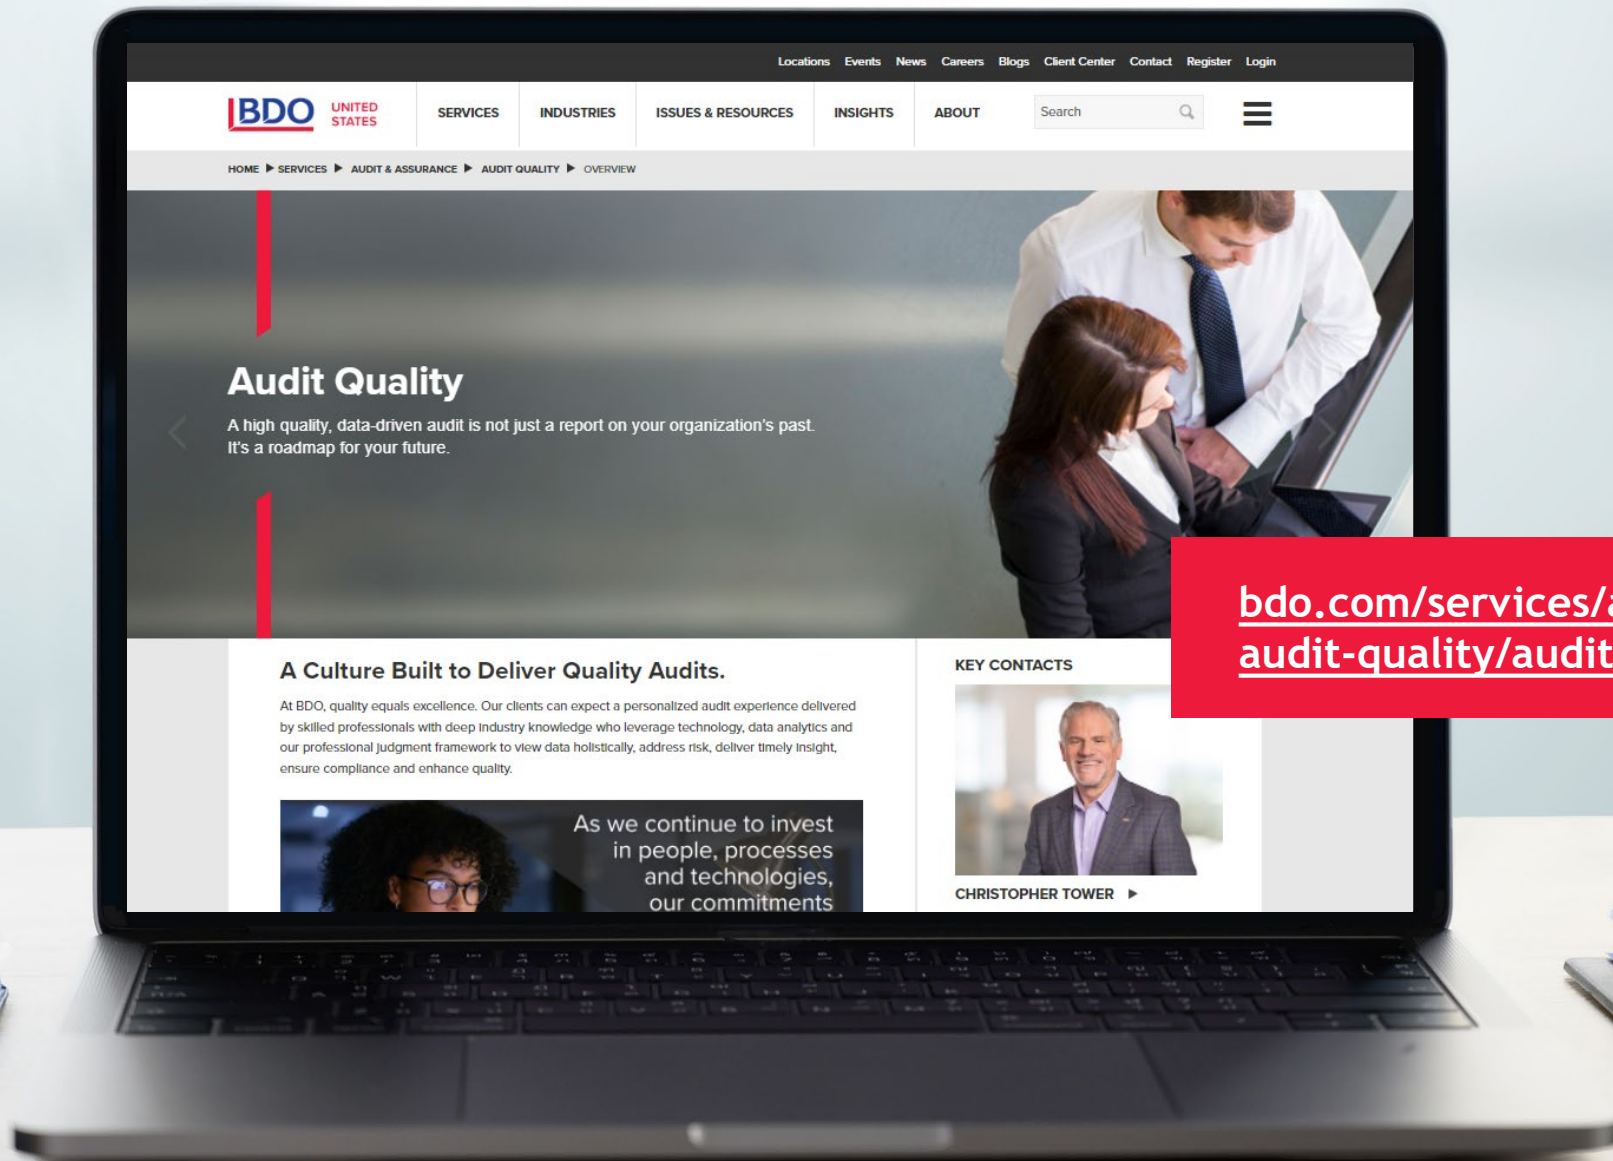 Locations Events News Careers Blogs Client Center Contact Register Login
BDO UNITED STATES
SERVICES INDUSTRIES ISSUES & RESOURCES INSIGHTS ABOUT Search
HOME ▶ SERVICES ▶ AUDIT & ASSURANCE ▶ AUDIT QUALITY ▶ OVERVIEW
Audit Quality
A high quality, data-driven audit is not just a report on your organization's past.
It's a roadmap for your future.
bdo.com/services/a
audit-quality/audit
A Culture Built to Deliver Quality Audits.
At BDO, quality equals excellence. Our clients can expect a personalized audit experience delivered
by skilled professionals with deep industry knowledge who leverage technology, data analytics and
our professional judgment framework to view data holistically, address risk, deliver timely insight,
ensure compliance and enhance quality.
As we continue to invest
in people, processes
and technologies,
our commitments
KEY CONTACTS
CHRISTOPHER TOWER ▶